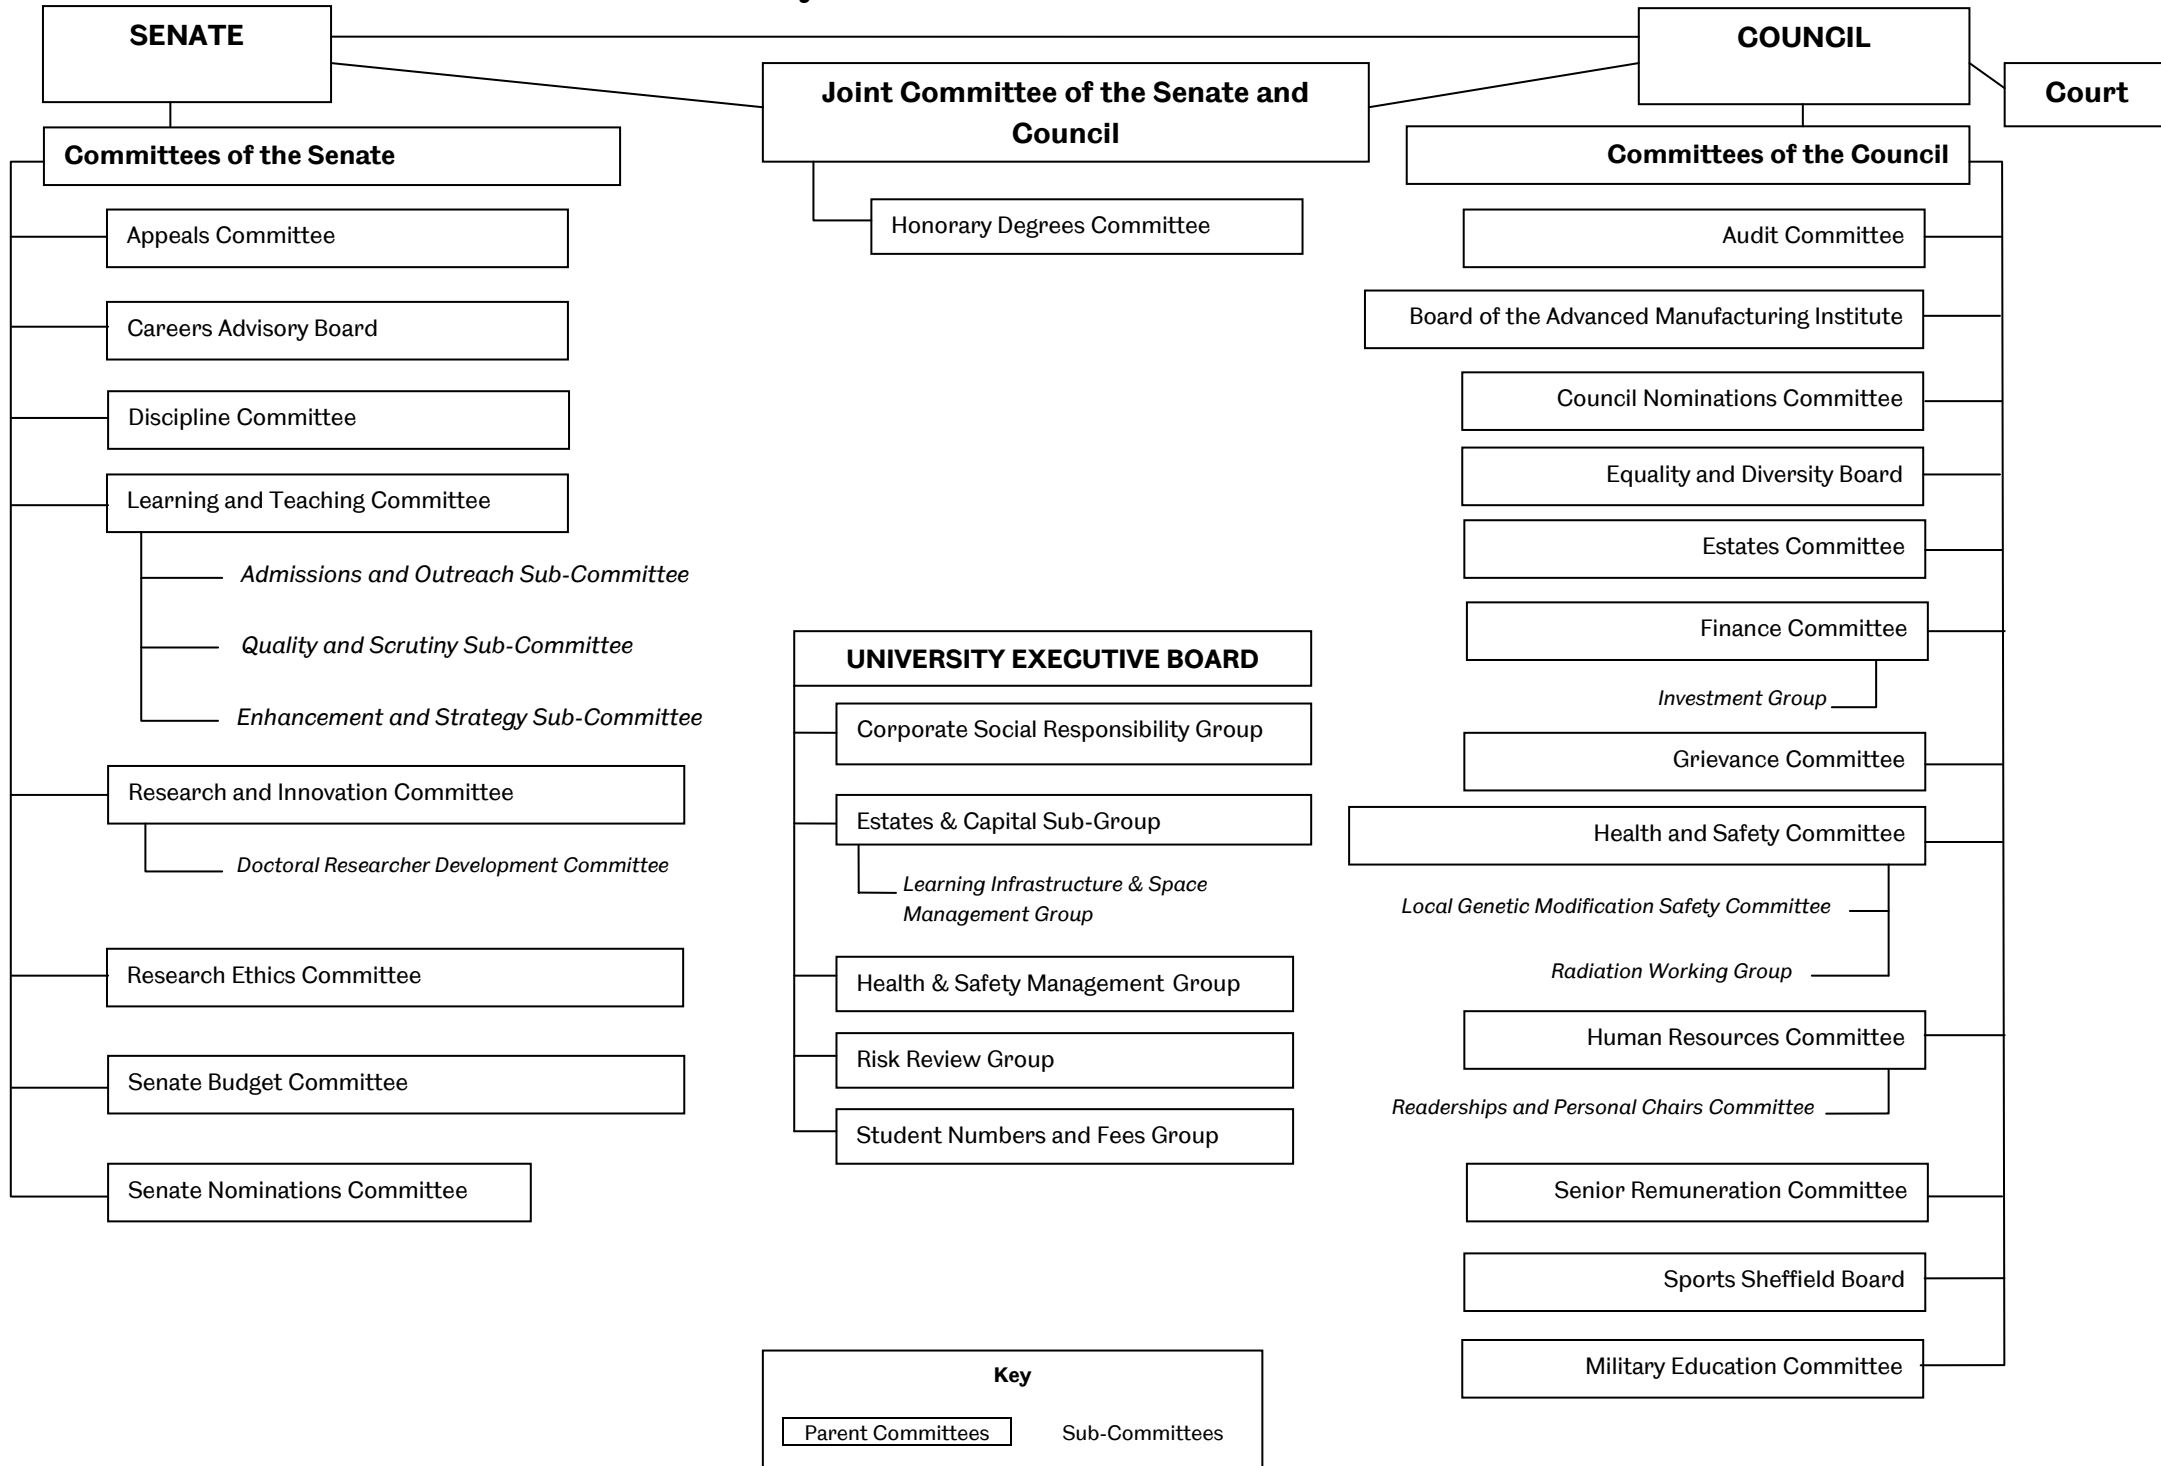 SENATE
COUNCIL
Joint Committee of the Senate and
Council
Court
Committees of the Senate
Committees of the Council
Appeals Committee
Careers Advisory Board
Discipline Committee
Learning and Teaching Committee
Admissions and Outreach Sub-Committee
Quality and Scrutiny Sub-Committee
Enhancement and Strategy Sub-Committee
Research and Innovation Committee
Doctoral Researcher Development Committee
Research Ethics Committee
Senate Budget Committee
Senate Nominations Committee
Honorary Degrees Committee
UNIVERSITY EXECUTIVE BOARD
Corporate Social Responsibility Group
Estates & Capital Sub-Group
Learning Infrastructure & Space
Management Group
Health & Safety Management Group
Risk Review Group
Student Numbers and Fees Group
Audit Committee
Board of the Advanced Manufacturing Institute
Council Nominations Committee
Equality and Diversity Board
Estates Committee
Finance Committee
Investment Group
Grievance Committee
Health and Safety Committee
Local Genetic Modification Safety Committee
Radiation Working Group
Human Resources Committee
Readerships and Personal Chairs Committee
Senior Remuneration Committee
Sports Sheffield Board
Military Education Committee
Key
Parent Committees
Sub-Committees